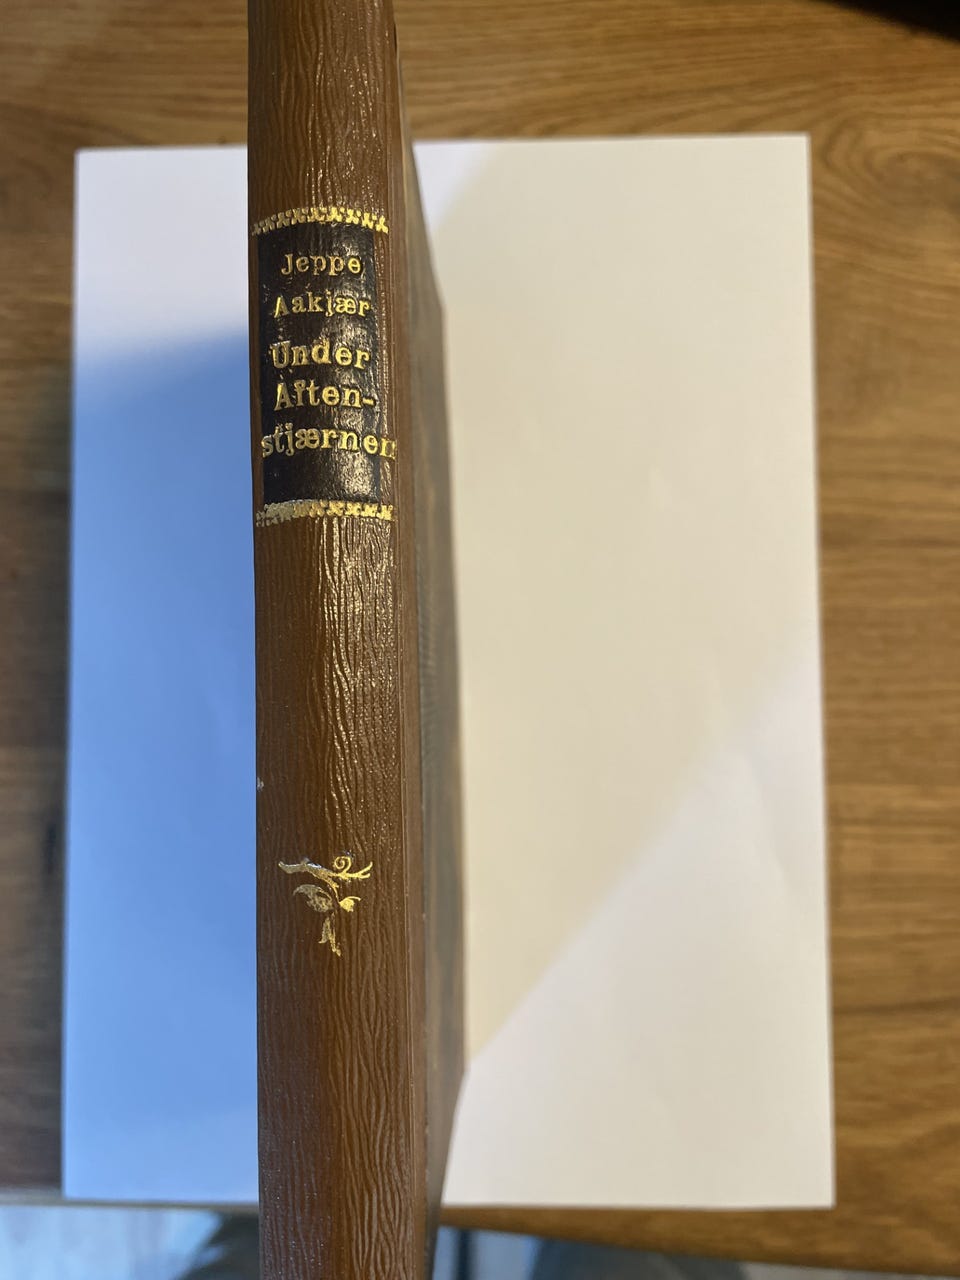 Jeppe
Aakjær
Under
Aften-
stjærnen